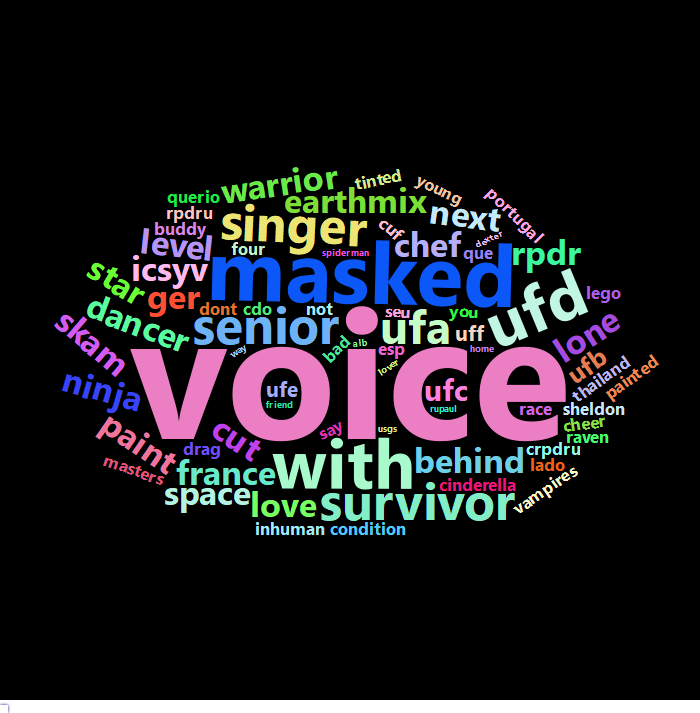 warrior
tinted
young
querio
earthmix
portugal
rpdru
singer
next
cuf
buddy
level
four
spiderman
chef
dexter
que
rpdr
icsyv
masked
star
ger
dont
cdo
not
seu
you
ufd
lego
dancer
senior
ufa
uff
lone
skam
way
bad
alb
esp
home
ufb
thailand
painted
ninja
voice
ufe
friend
lover
ufc
rupaul
race
sheldon
paint
cut
say
usgs
cheer
raven
masters
drag
france
with
behind
crpdru
lado
space
love
survivor
cinderella
vampires
inhuman
condition